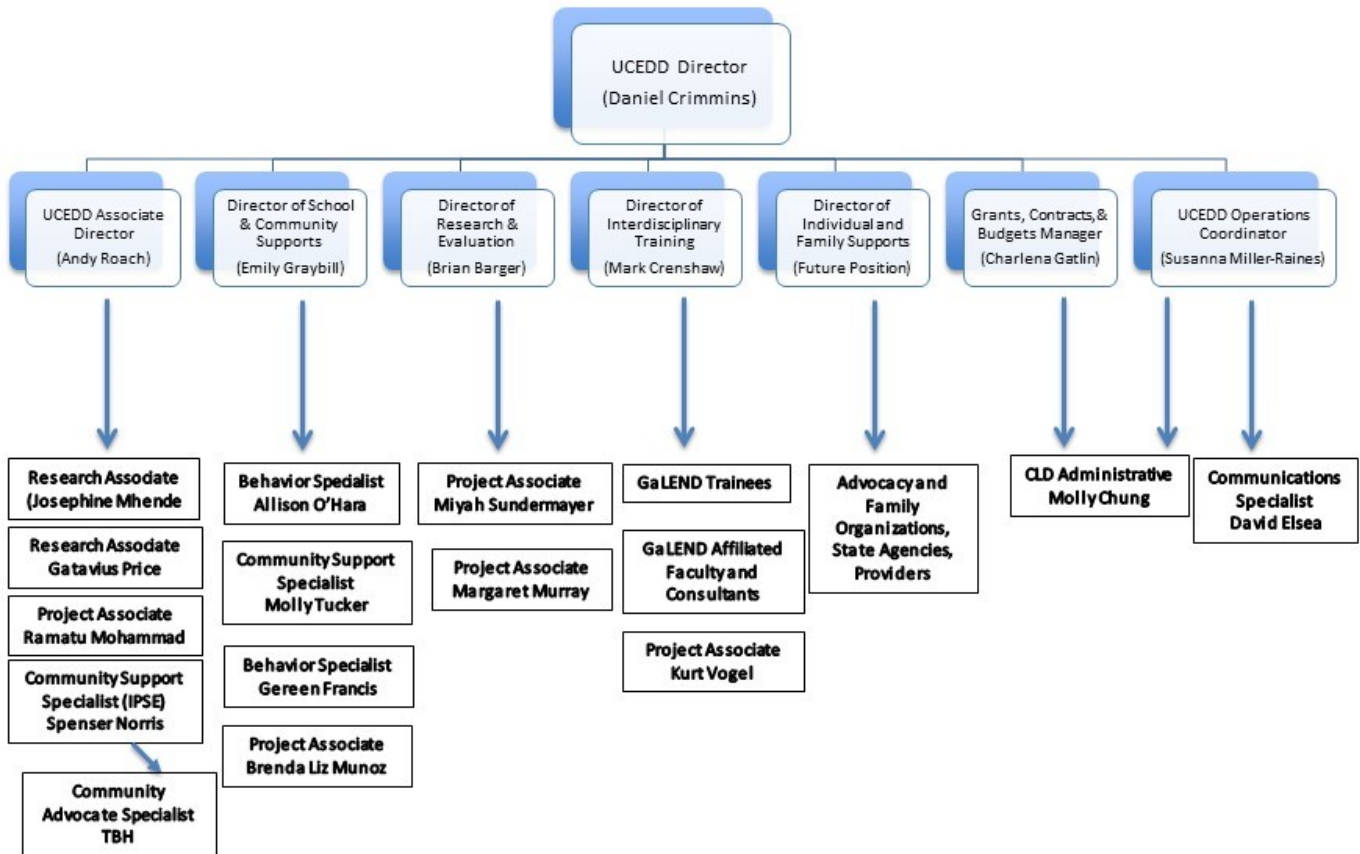 UCEDD Director
(Daniel Crimmins)
UCEDD Associate
Director
(Andy Roach)
Director of School
& Community
Supports
(Emily Graybill)
Director of
Research &
Evaluation
(Brian Barger)
Director of
Interdisciplinary
Training
(Mark Crenshaw)
Director of
Individual and
Family Supports
(Future Position)
Grants, Contracts,&
Budgets Manager
(Charlena Gatlin)
UCEDD Operations
Coordinator
(Susanna Miller-Raines)
Research Associate
(Josephine Mhende
Research Associate
Gatavius Price
Project Associate
Ramatu Mohammad
Community Support
Specialist (IPSE)
Spenser Norris
Community
Advocate Specialist
TBH
Behavior Specialist
Allison O’Hara
Community Support
Specialist
Molly Tucker
Behavior Specialist
Gereen Francis
Project Associate
Brenda Liz Munoz
Project Associate
Miyah Sundermayer
Project Associate
Margaret Murray
GaLEND Trainees
GaLEND Affiliated
Faculty and
Consultants
Project Associate
Kurt Vogel
Advocacy and
Family
Organizations,
State Agencies,
Providers
CLD Administrative
Molly Chung
Communications
Specialist
David Elsea